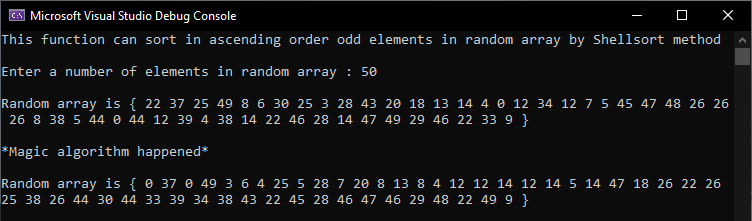 Microsoft Visual Studio Debug Console
This function can sort in ascending order odd elements in random array by Shellsort method
Enter a number of elements in random array : 50
Random array is { 22 37 25 49 8 6 30 25 3 28 43 20 18 13 14 4 0 12 34 12 7 5 45 47 48 26 26
26 8 38 5 44 0 44 12 39 4 38 14 22 46 28 14 47 49 29 46 22 33 9 }
*Magic algorithm happened*
Random array is { 0 37 0 49 3 6 4 25 5 28 7 20 8 13 8 4 12 12 14 12 14 5 14 47 18 26 22 26
25 38 26 44 30 44 33 39 34 38 43 22 45 28 46 47 46 29 48 22 49 9 }